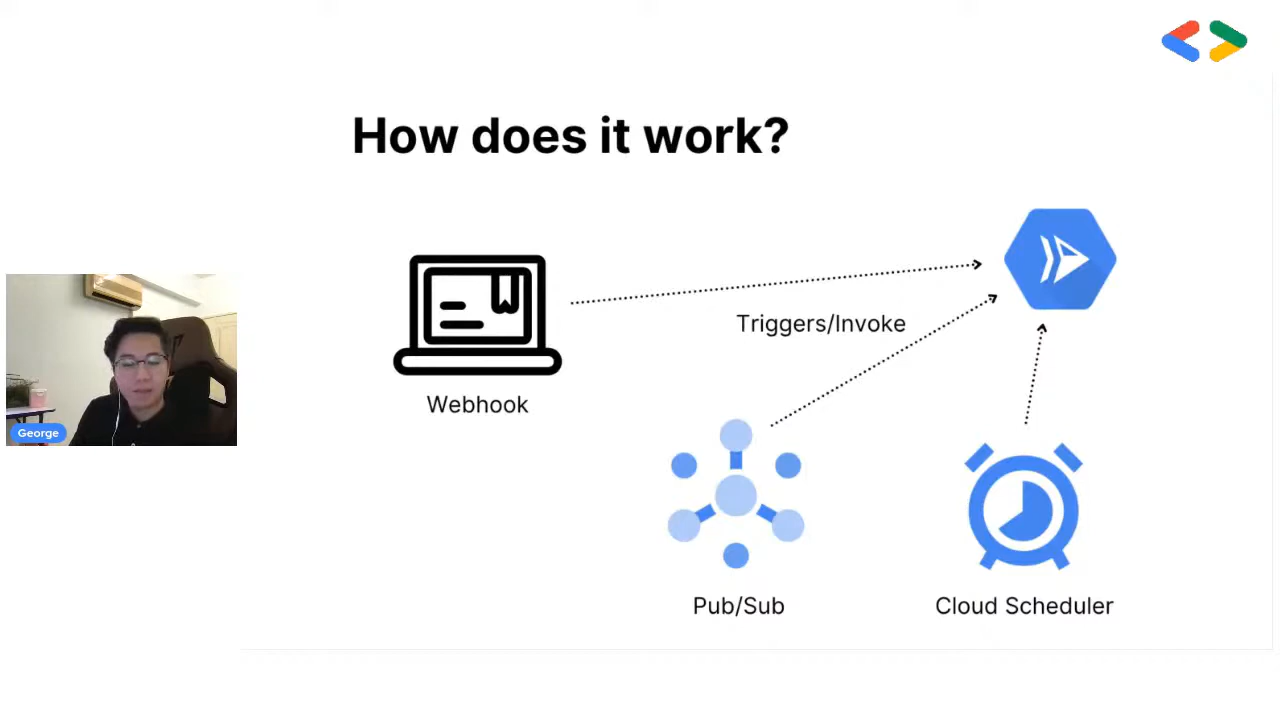 How does it work?
Triggers/Invoke
Webhook
George
Pub/Sub
Cloud Scheduler